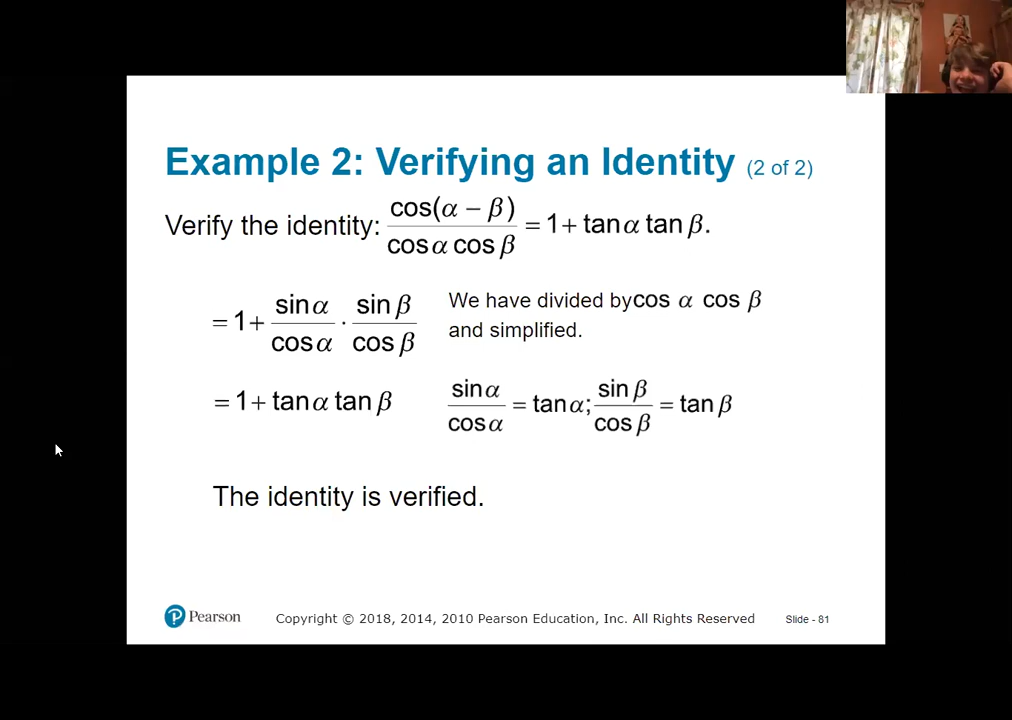 Example 2: Verifying an Identity (2 of 2)
Verify the identity: cos(α − β) / cos α cos β = 1 + tan α tan β.
= 1 + sin α / cos α · sin β / cos β We have divided by cos α cos β
and simplified.
= 1 + tan α tan β sin α / cos α = tan α; sin β / cos β = tan β
The identity is verified.
Pearson Copyright © 2018, 2014, 2010 Pearson Education, Inc. All Rights Reserved Slide - 81